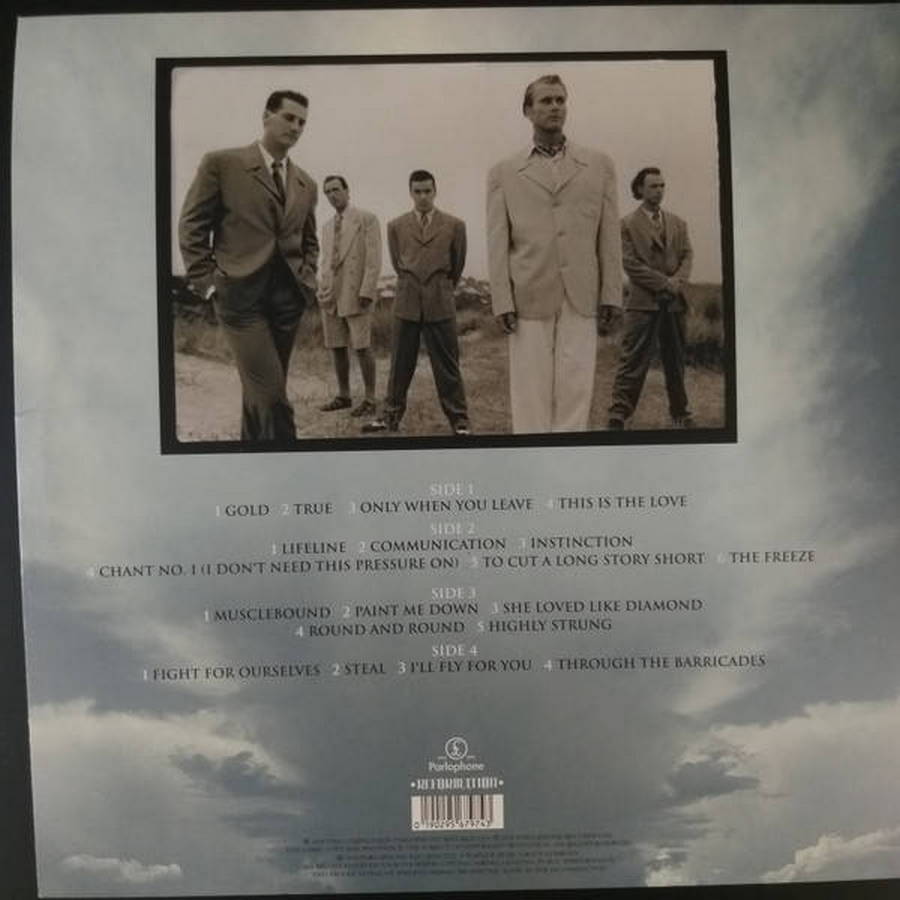 SIDE 1
1 GOLD 2 TRUE 3 ONLY WHEN YOU LEAVE 4 THIS IS THE LOVE
SIDE 2
1 LIFELINE 2 COMMUNICATION 3 INSTINCTION
4 CHANT NO. 1 (I DON'T NEED THIS PRESSURE ON) 5 TO CUT A LONG STORY SHORT 6 THE FREEZE
SIDE 3
1 MUSCLEBOUND 2 PAINT ME DOWN 3 SHE LOVED LIKE DIAMOND
4 ROUND AND ROUND 5 HIGHLY STRUNG
SIDE 4
1 FIGHT FOR OURSELVES 2 STEAL 3 I'LL FLY FOR YOU 4 THROUGH THE BARRICADES
Parlophone
REFORMATION